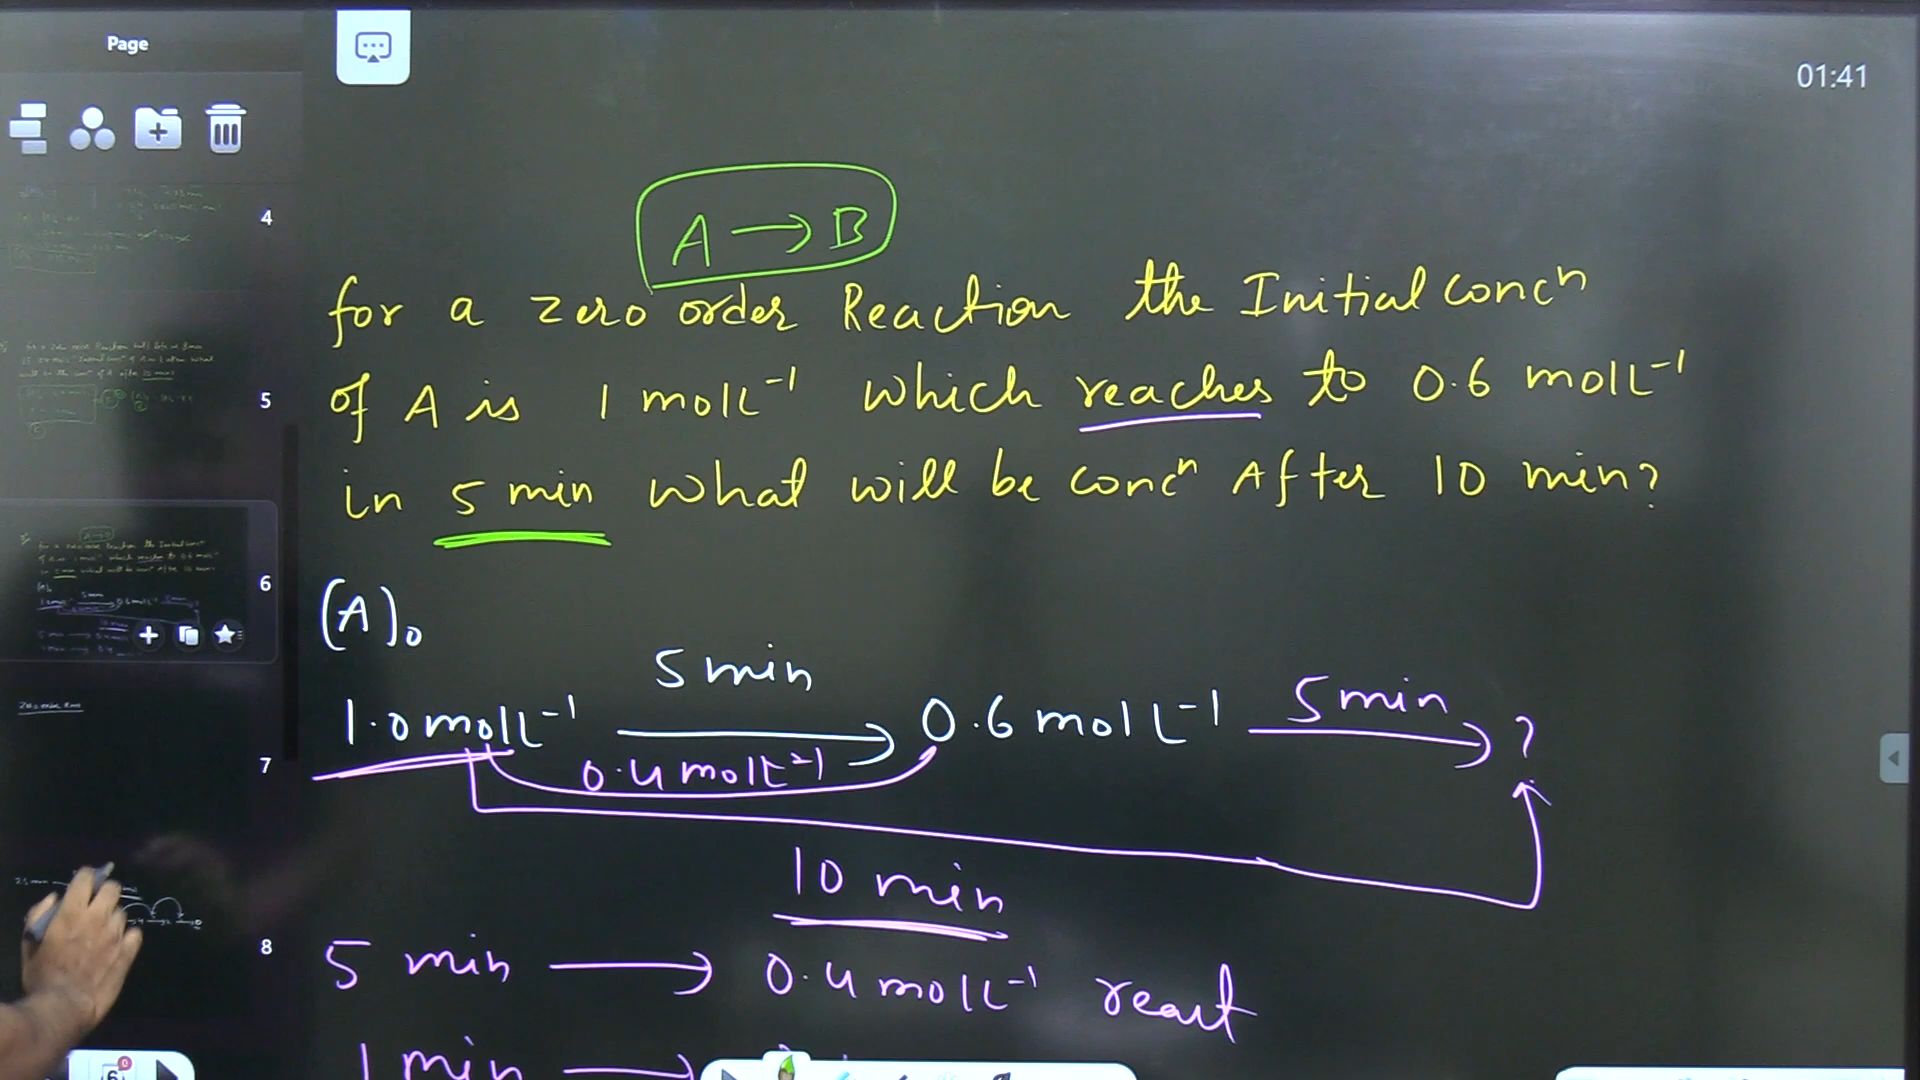 Page
01:41
4
5
6
7
8
A → B
for a zero order Reaction the Initial concⁿ
of A is 1 molL⁻¹ which reaches to 0.6 molL⁻¹
in 5 min what will be concⁿ After 10 min?
(A)₀
5 min
5 min
1.0 molL⁻¹ → 0.6 molL⁻¹ → ?
0.4 molL⁻¹
10 min
5 min → 0.4 molL⁻¹ react
1 min →